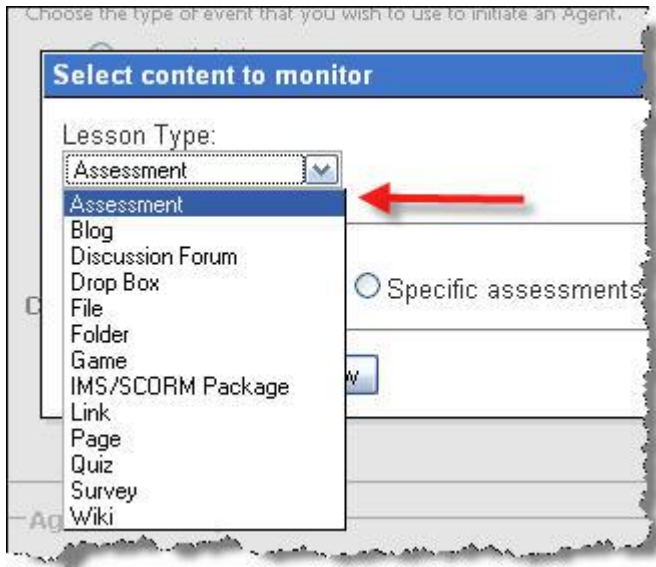 Choose the type of event that you wish to use to initiate an Agent.
Select content to monitor
Lesson Type:
Assessment
Assessment
Blog
Discussion Forum
Drop Box
File
Folder
Game
IMS/SCORM Package
Link
Page
Quiz
Survey
Wiki
Specific assessments